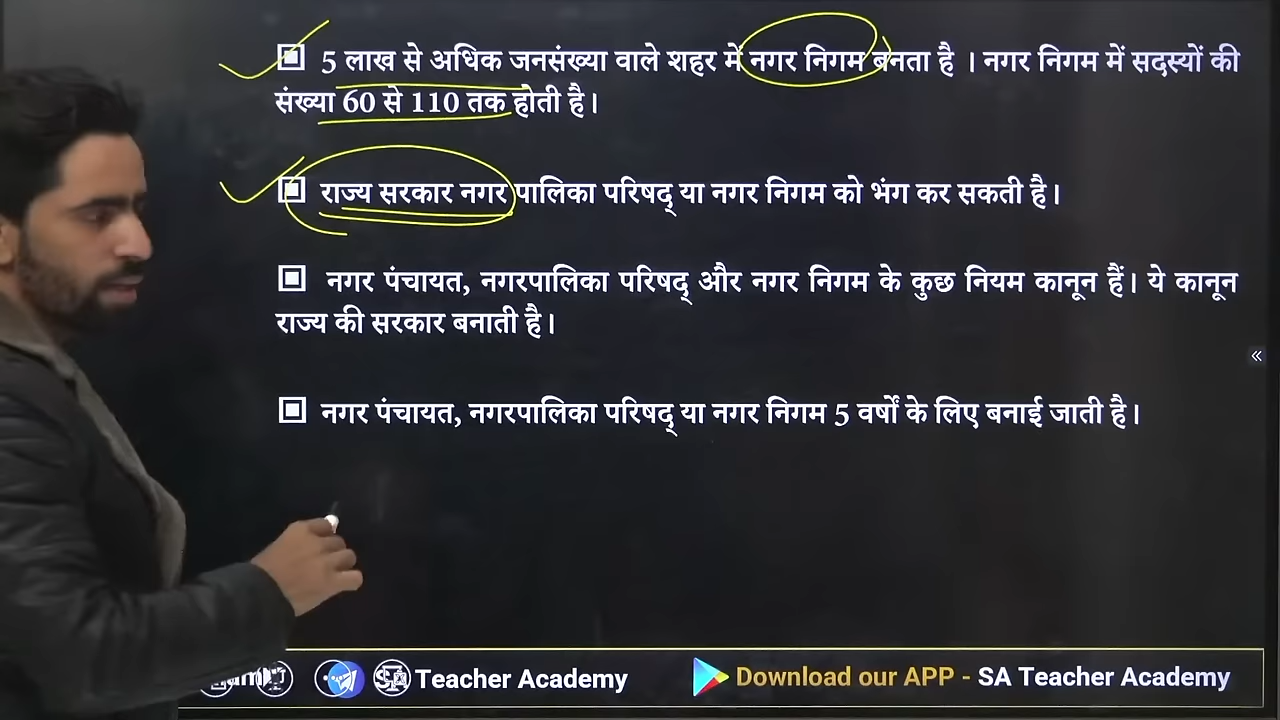 5 लाख से अधिक जनसंख्या वाले शहर में नगर निगम बनता है । नगर निगम में सदस्यों की
संख्या 60 से 110 तक होती है।
राज्य सरकार नगर पालिका परिषद् या नगर निगम को भंग कर सकती है।
नगर पंचायत, नगरपालिका परिषद् और नगर निगम के कुछ नियम कानून हैं। ये कानून
राज्य की सरकार बनाती है।
नगर पंचायत, नगरपालिका परिषद् या नगर निगम 5 वर्षों के लिए बनाई जाती है।
Teacher Academy
Download our APP - SA Teacher Academy